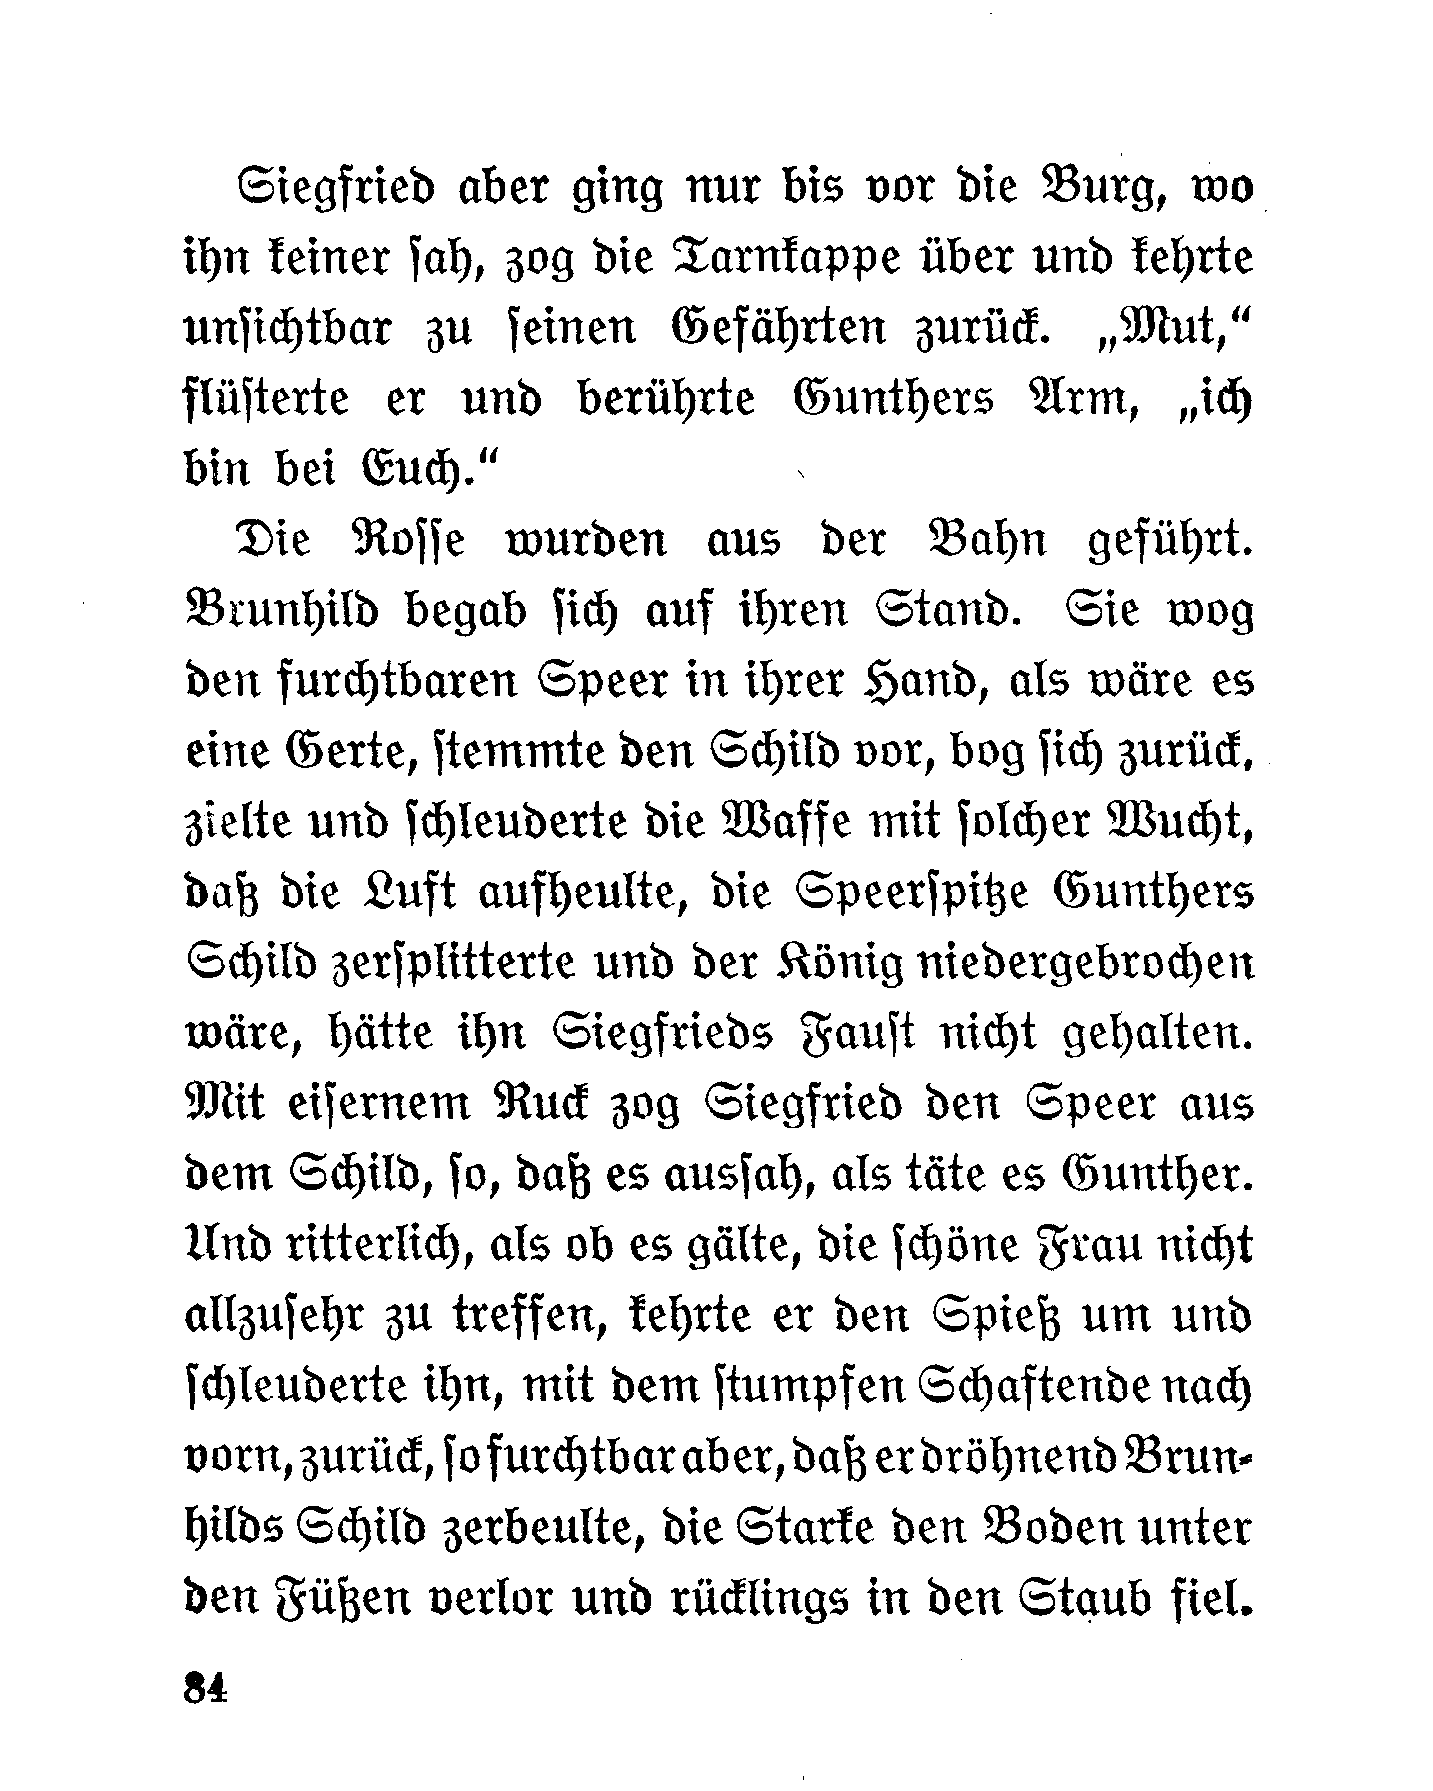 Siegfried aber ging nur bis vor die Burg, wo
ihn keiner sah, zog die Tarnkappe über und kehrte
unsichtbar zu seinen Gefährten zurück. „Mut,“
flüsterte er und berührte Gunthers Arm, „ich
bin bei Euch.“
Die Rosse wurden aus der Bahn geführt.
Brunhild begab sich auf ihren Stand. Sie wog
den furchtbaren Speer in ihrer Hand, als wäre es
eine Gerte, stemmte den Schild vor, bog sich zurück,
zielte und schleuderte die Waffe mit solcher Wucht,
daß die Luft aufheulte, die Speerspitze Gunthers
Schild zersplitterte und der König niedergebrochen
wäre, hätte ihn Siegfrieds Faust nicht gehalten.
Mit eisernem Ruck zog Siegfried den Speer aus
dem Schild, so, daß es aussah, als täte es Gunther.
Und ritterlich, als ob es gälte, die schöne Frau nicht
allzusehr zu treffen, kehrte er den Spieß um und
schleuderte ihn, mit dem stumpfen Schaftende nach
vorn, zurück, so furchtbar aber, daß er dröhnend Brun-
hilds Schild zerbeulte, die Starke den Boden unter
den Füßen verlor und rücklings in den Staub fiel.
84